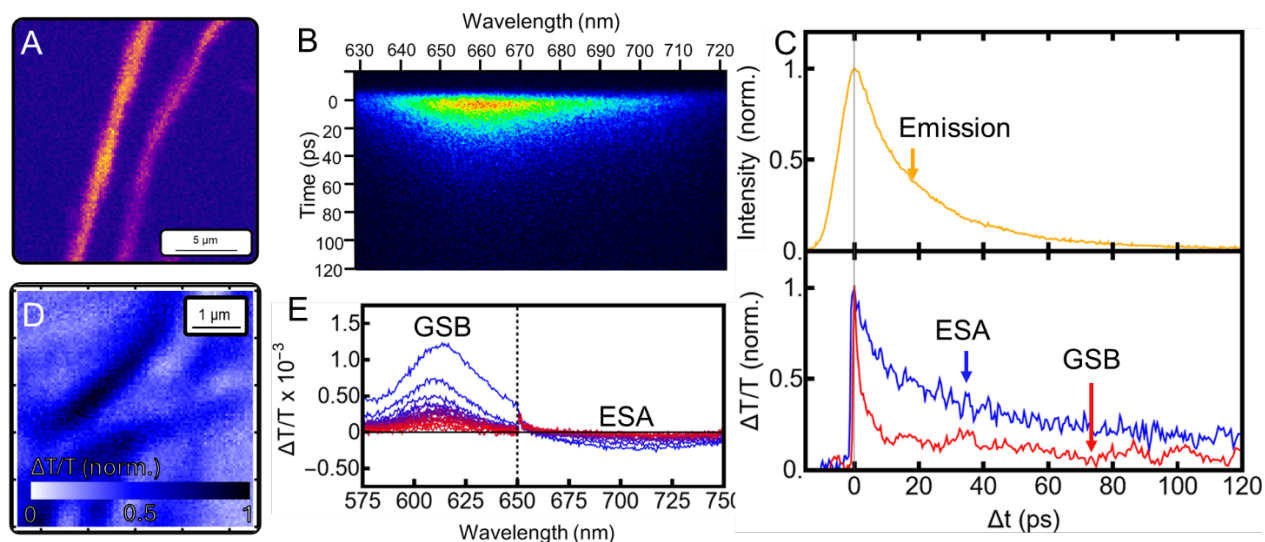 A
5 µm
B
Wavelength (nm)
630 640 650 660 670 680 690 700 710 720
Time (ps)
0
20
40
60
80
100
120
C
Intensity (norm.)
1.
0.5
0.
Emission
ΔT/T (norm.)
1.
0.5
0.
ESA
GSB
0 20 40 60 80 100 120
Δt (ps)
D
1 µm
ΔT/T (norm.)
0 0.5 1
E
ΔT/T x 10⁻³
1.5
1.0
0.50
0
−0.50
GSB
ESA
575 600 625 650 675 700 725 750
Wavelength (nm)